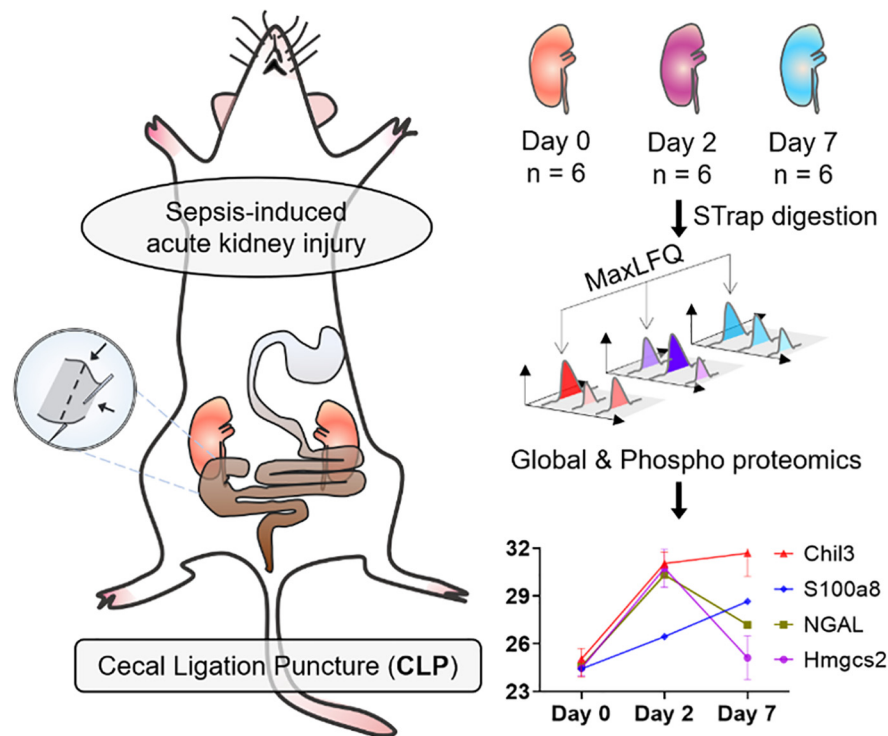 Sepsis-induced
acute kidney injury
Cecal Ligation Puncture (CLP)
Day 0
n = 6
Day 2
n = 6
Day 7
n = 6
STrap digestion
MaxLFQ
Global & Phospho proteomics
32
29
26
23
Day 0 Day 2 Day 7
Chil3
S100a8
NGAL
Hmgcs2